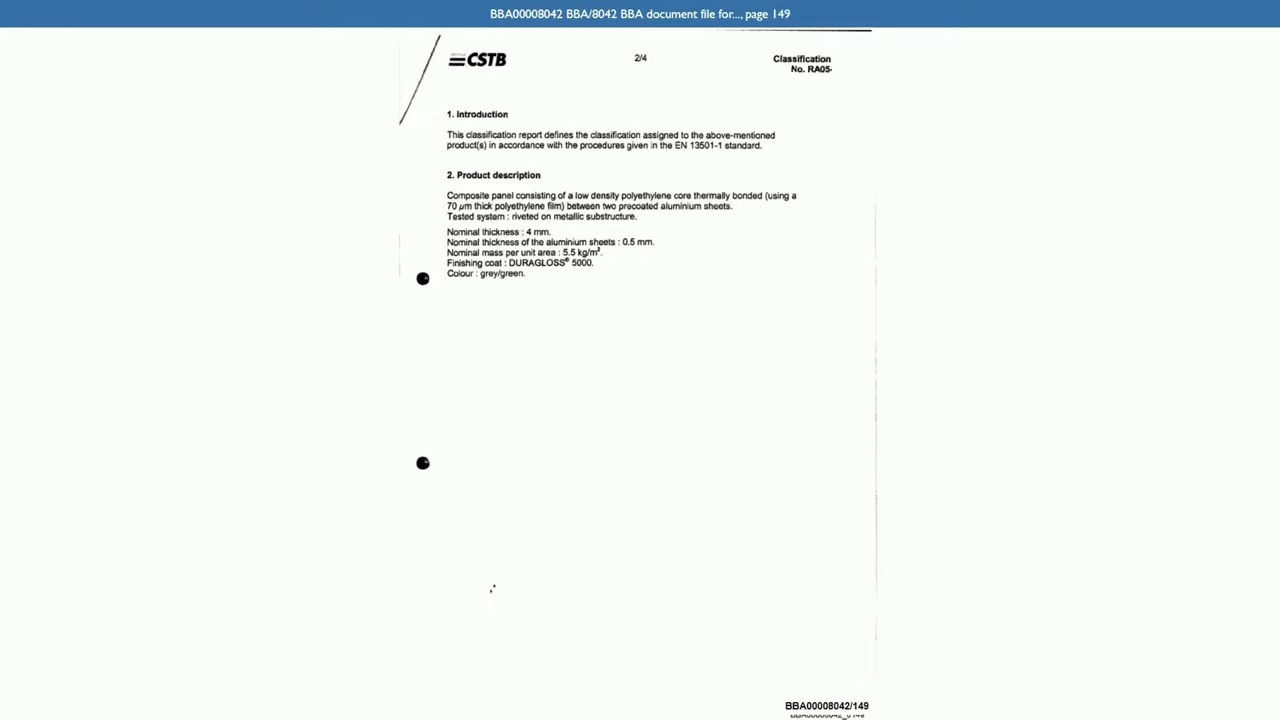 BBA00008042 BBA/8042 BBA document file for..., page 149
CSTB
2/4
Classification
No. RA05-
1. Introduction
This classification report defines the classification assigned to the above-mentioned
product(s) in accordance with the procedures given in the EN 13501-1 standard.
2. Product description
Composite panel consisting of a low density polyethylene core thermally bonded (using a
70 µm thick polyethylene film) between two precoated aluminium sheets.
Tested system : riveted on metallic substructure.
Nominal thickness : 4 mm.
Nominal thickness of the aluminium sheets : 0.5 mm.
Nominal mass per unit area : 5.5 kg/m².
Finishing coat : DURAGLOSS® 5000.
Colour : grey/green.
BBA00008042/149